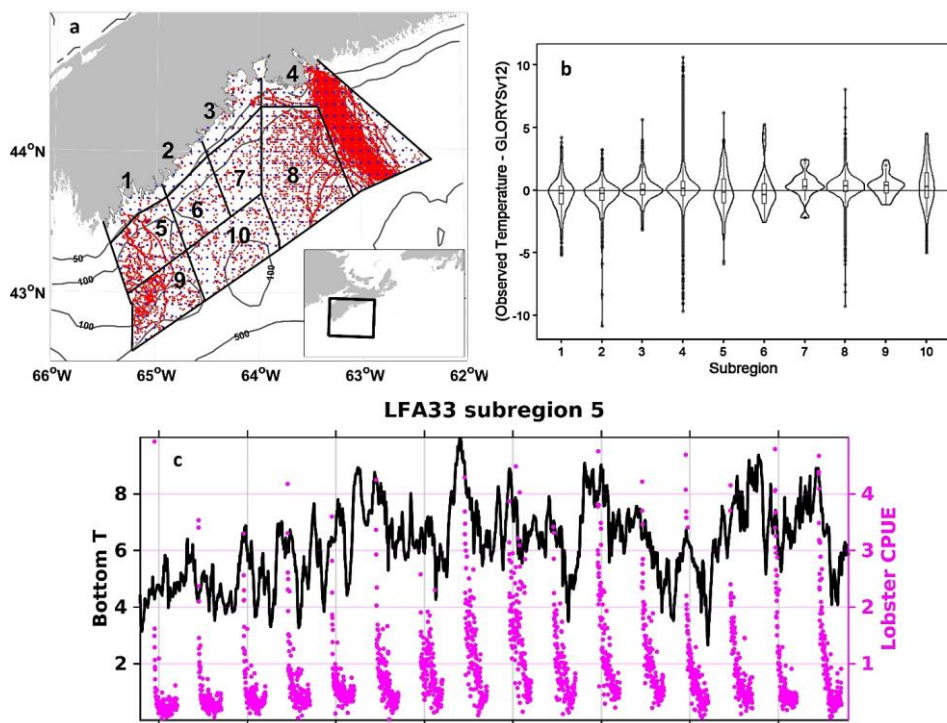 a
1
2
3
4
5
6
7
8
9
10
50
100
100
100
500
44°N
43°N
66°W 65°W 64°W 63°W 62°W
b
(Observed Temperature - GLORYSv12)
10
5
0
-5
-10
1 2 3 4 5 6 7 8 9 10
Subregion
LFA33 subregion 5
c
Bottom T
8
6
4
2
Lobster CPUE
4
3
2
1